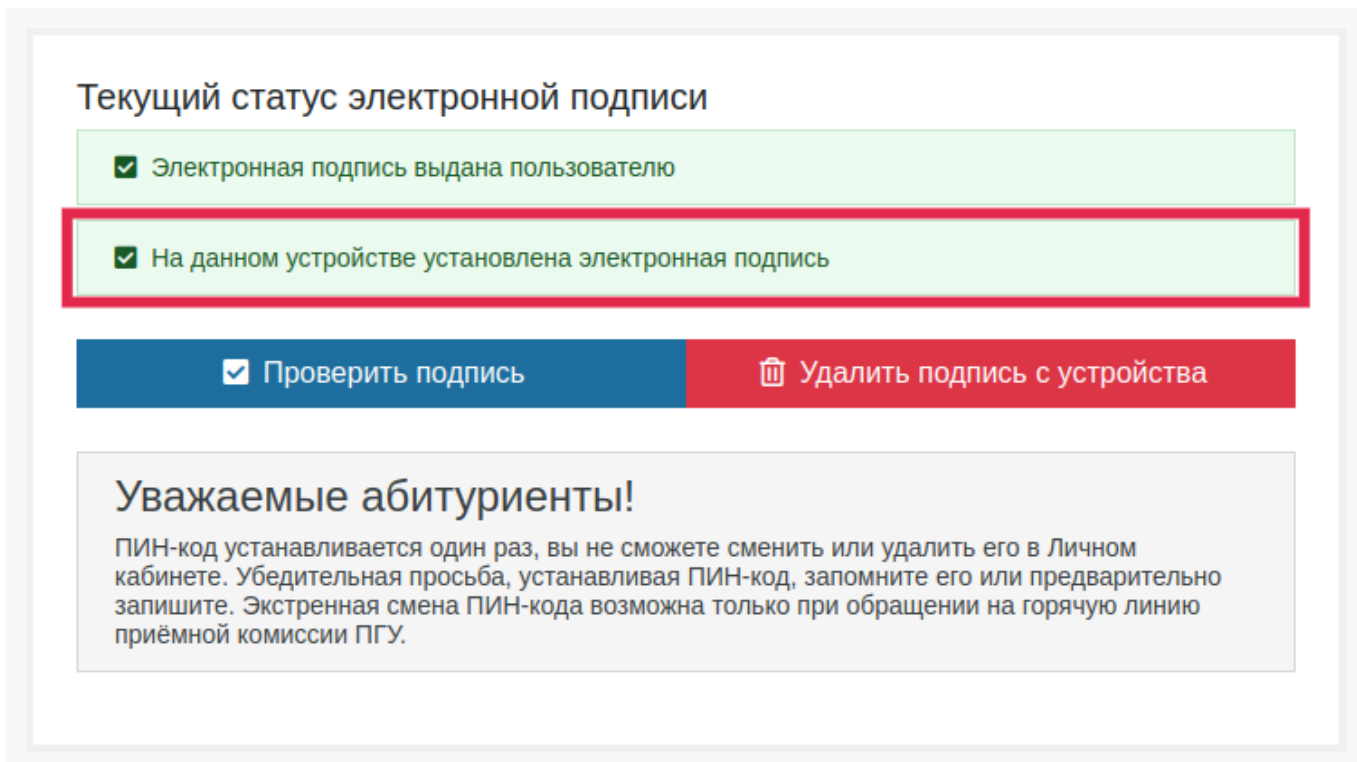 Текущий статус электронной подписи
Электронная подпись выдана пользователю
На данном устройстве установлена электронная подпись
Проверить подпись
Удалить подпись с устройства
Уважаемые абитуриенты!
ПИН-код устанавливается один раз, вы не сможете сменить или удалить его в Личном
кабинете. Убедительная просьба, устанавливая ПИН-код, запомните его или предварительно
запишите. Экстренная смена ПИН-кода возможна только при обращении на горячую линию
приёмной комиссии ПГУ.